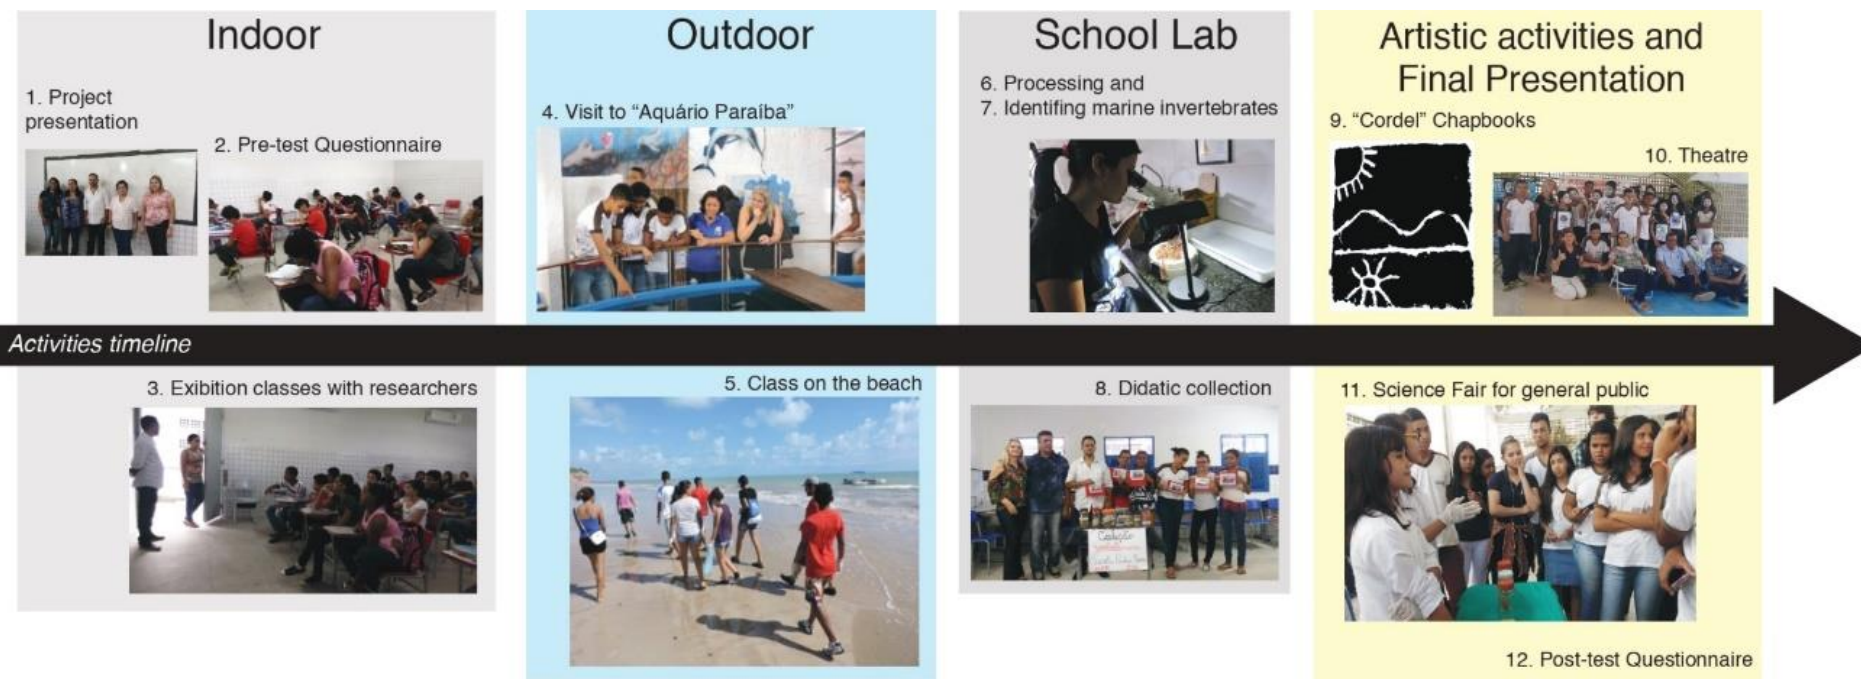 Indoor
1. Project
presentation
2. Pre-test Questionnaire
3. Exibition classes with researchers
Outdoor
4. Visit to “Aquário Paraíba”
5. Class on the beach
School Lab
6. Processing and
7. Identifing marine invertebrates
8. Didatic collection
Artistic activities and
Final Presentation
9. “Cordel” Chapbooks
10. Theatre
11. Science Fair for general public
12. Post-test Questionnaire
Activities timeline
Coleção